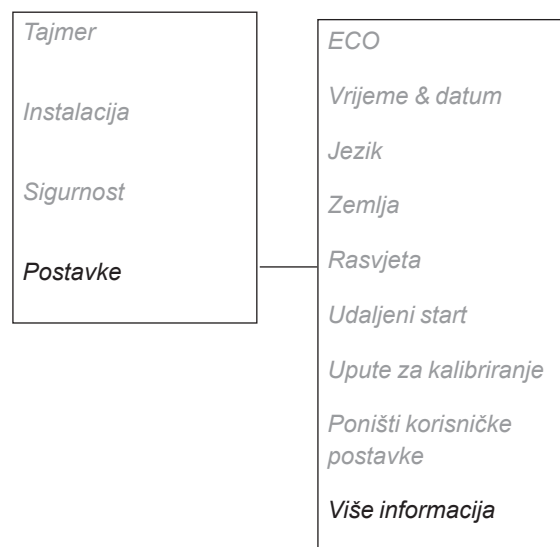 Tajmer
Instalacija
Sigurnost
Postavke
ECO
Vrijeme & datum
Jezik
Zemlja
Rasvjeta
Udaljeni start
Upute za kalibriranje
Poništi korisničke
postavke
Više informacija